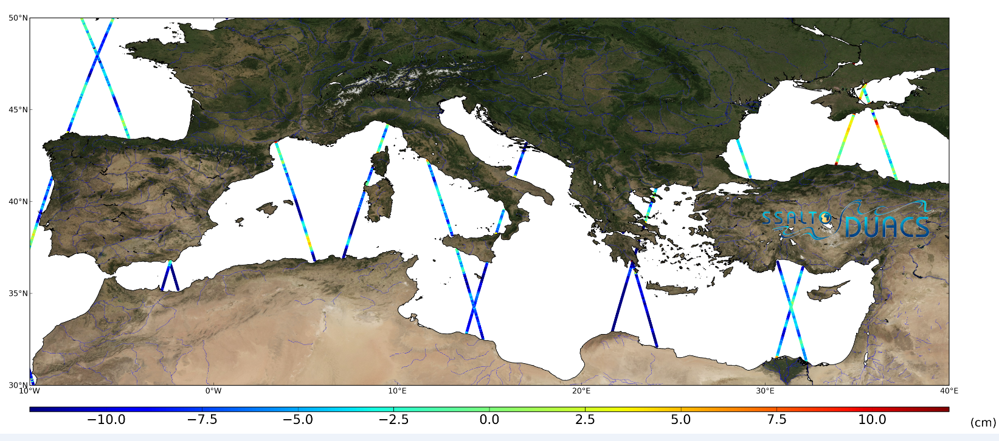 50°N
45°N
40°N
35°N
30°N
SSALTO DUACS
10°W 0°W 10°E 20°E 30°E 40°E
−10.0 −7.5 −5.0 −2.5 0.0 2.5 5.0 7.5 10.0 (cm)